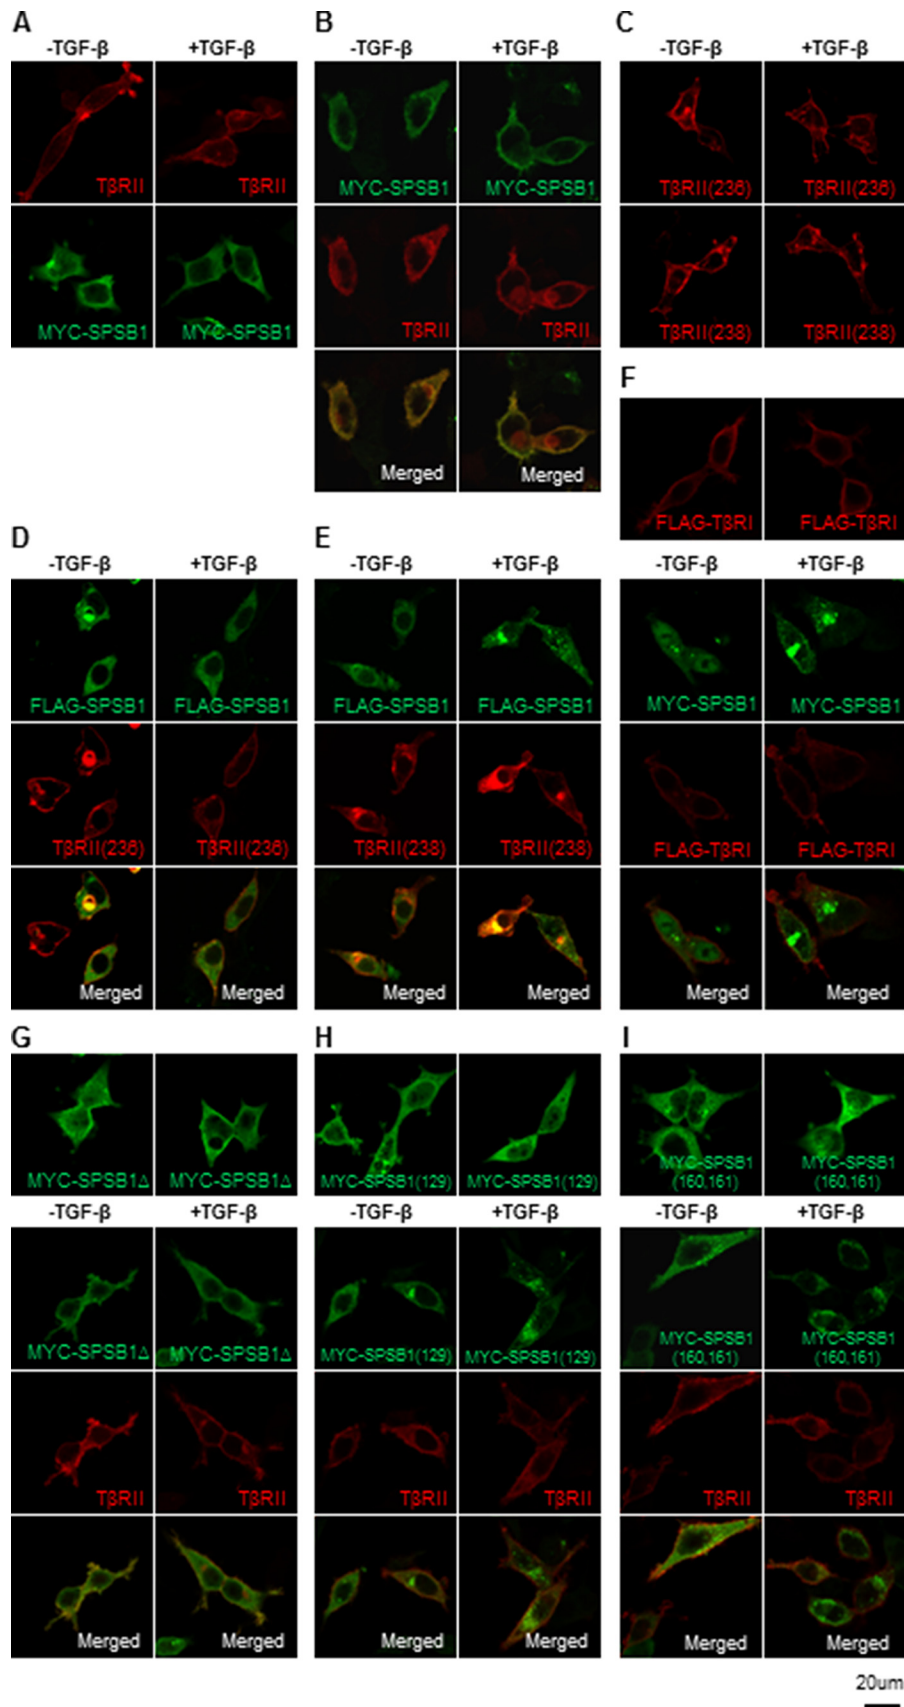 A
-TGF-β +TGF-β
TβRII TβRII
MYC-SPSB1 MYC-SPSB1
B
-TGF-β +TGF-β
MYC-SPSB1 MYC-SPSB1
TβRII TβRII
Merged Merged
C
-TGF-β +TGF-β
TβRII(236) TβRII(236)
TβRII(238) TβRII(238)
D
-TGF-β +TGF-β
FLAG-SPSB1 FLAG-SPSB1
TβRII(236) TβRII(236)
Merged Merged
E
-TGF-β +TGF-β
FLAG-SPSB1 FLAG-SPSB1
TβRII(238) TβRII(238)
Merged Merged
F
FLAG-TβRI FLAG-TβRI
-TGF-β +TGF-β
MYC-SPSB1 MYC-SPSB1
FLAG-TβRI FLAG-TβRI
Merged Merged
G
MYC-SPSB1Δ MYC-SPSB1Δ
-TGF-β +TGF-β
MYC-SPSB1Δ MYC-SPSB1Δ
TβRII TβRII
Merged Merged
H
MYC-SPSB1(129) MYC-SPSB1(129)
-TGF-β +TGF-β
MYC-SPSB1(129) MYC-SPSB1(129)
TβRII TβRII
Merged Merged
I
MYC-SPSB1 MYC-SPSB1
(160,161) (160,161)
-TGF-β +TGF-β
MYC-SPSB1 MYC-SPSB1
(160,161) (160,161)
TβRII TβRII
Merged Merged
20um